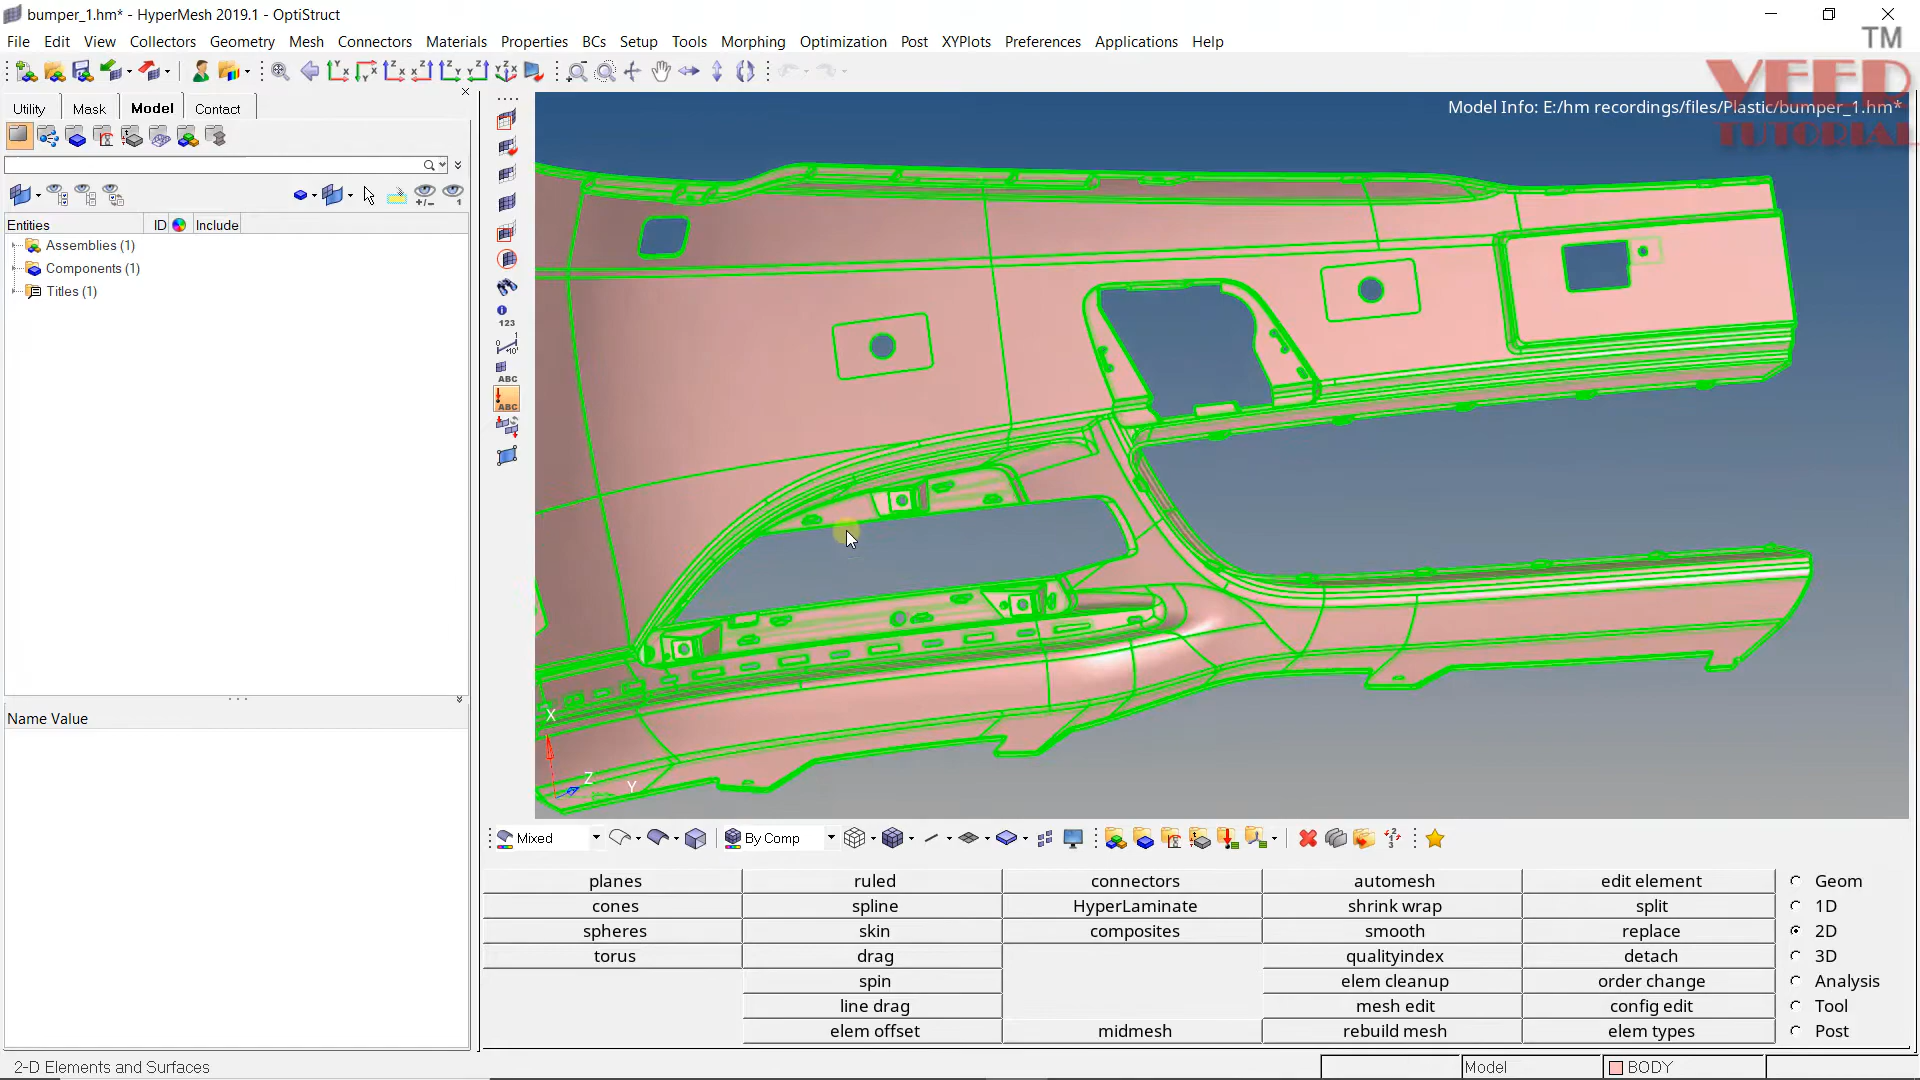 bumper_1.hm* - HyperMesh 2019.1 - OptiStruct
TM
File Edit View Collectors Geometry Mesh Connectors Materials Properties BCs Setup Tools Morphing Optimization Post XYPlots Preferences Applications Help
VEED
TUTORIAL
Utility Mask Model Contact
Model Info: E:/hm recordings/files/Plastic/bumper_1.hm*
Entities ID Include
Assemblies (1)
Components (1)
Titles (1)
123
ABC
ABC
Name Value
X
Z
Y
Mixed By Comp
planes ruled connectors automesh edit element Geom
cones spline HyperLaminate shrink wrap split 1D
spheres skin composites smooth replace 2D
torus drag qualityindex detach 3D
spin elem cleanup order change Analysis
line drag mesh edit config edit Tool
elem offset midmesh rebuild mesh elem types Post
2-D Elements and Surfaces Model BODY